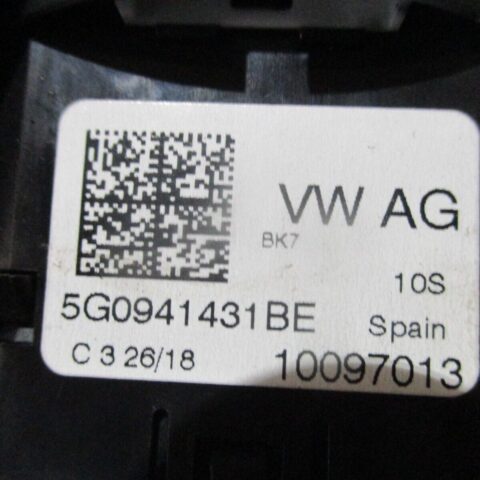 VW AG
BK7
10S
5G0941431BE
Spain
C 3 26/18
10097013